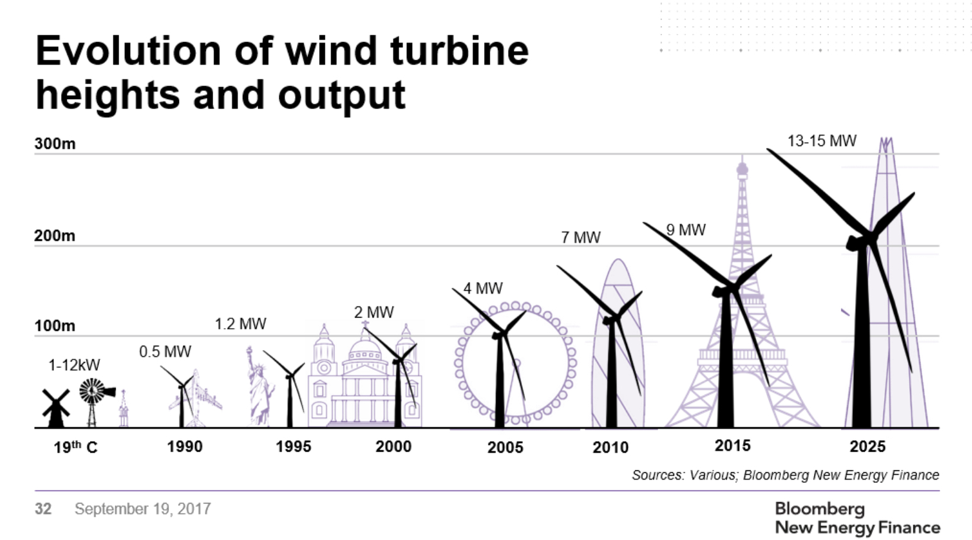 Evolution of wind turbine
heights and output
300m
13-15 MW
200m
7 MW
9 MW
4 MW
100m
1.2 MW
2 MW
0.5 MW
1-12kW
19th C
1990
1995
2000
2005
2010
2015
2025
Sources: Various; Bloomberg New Energy Finance
32 September 19, 2017
Bloomberg
New Energy Finance